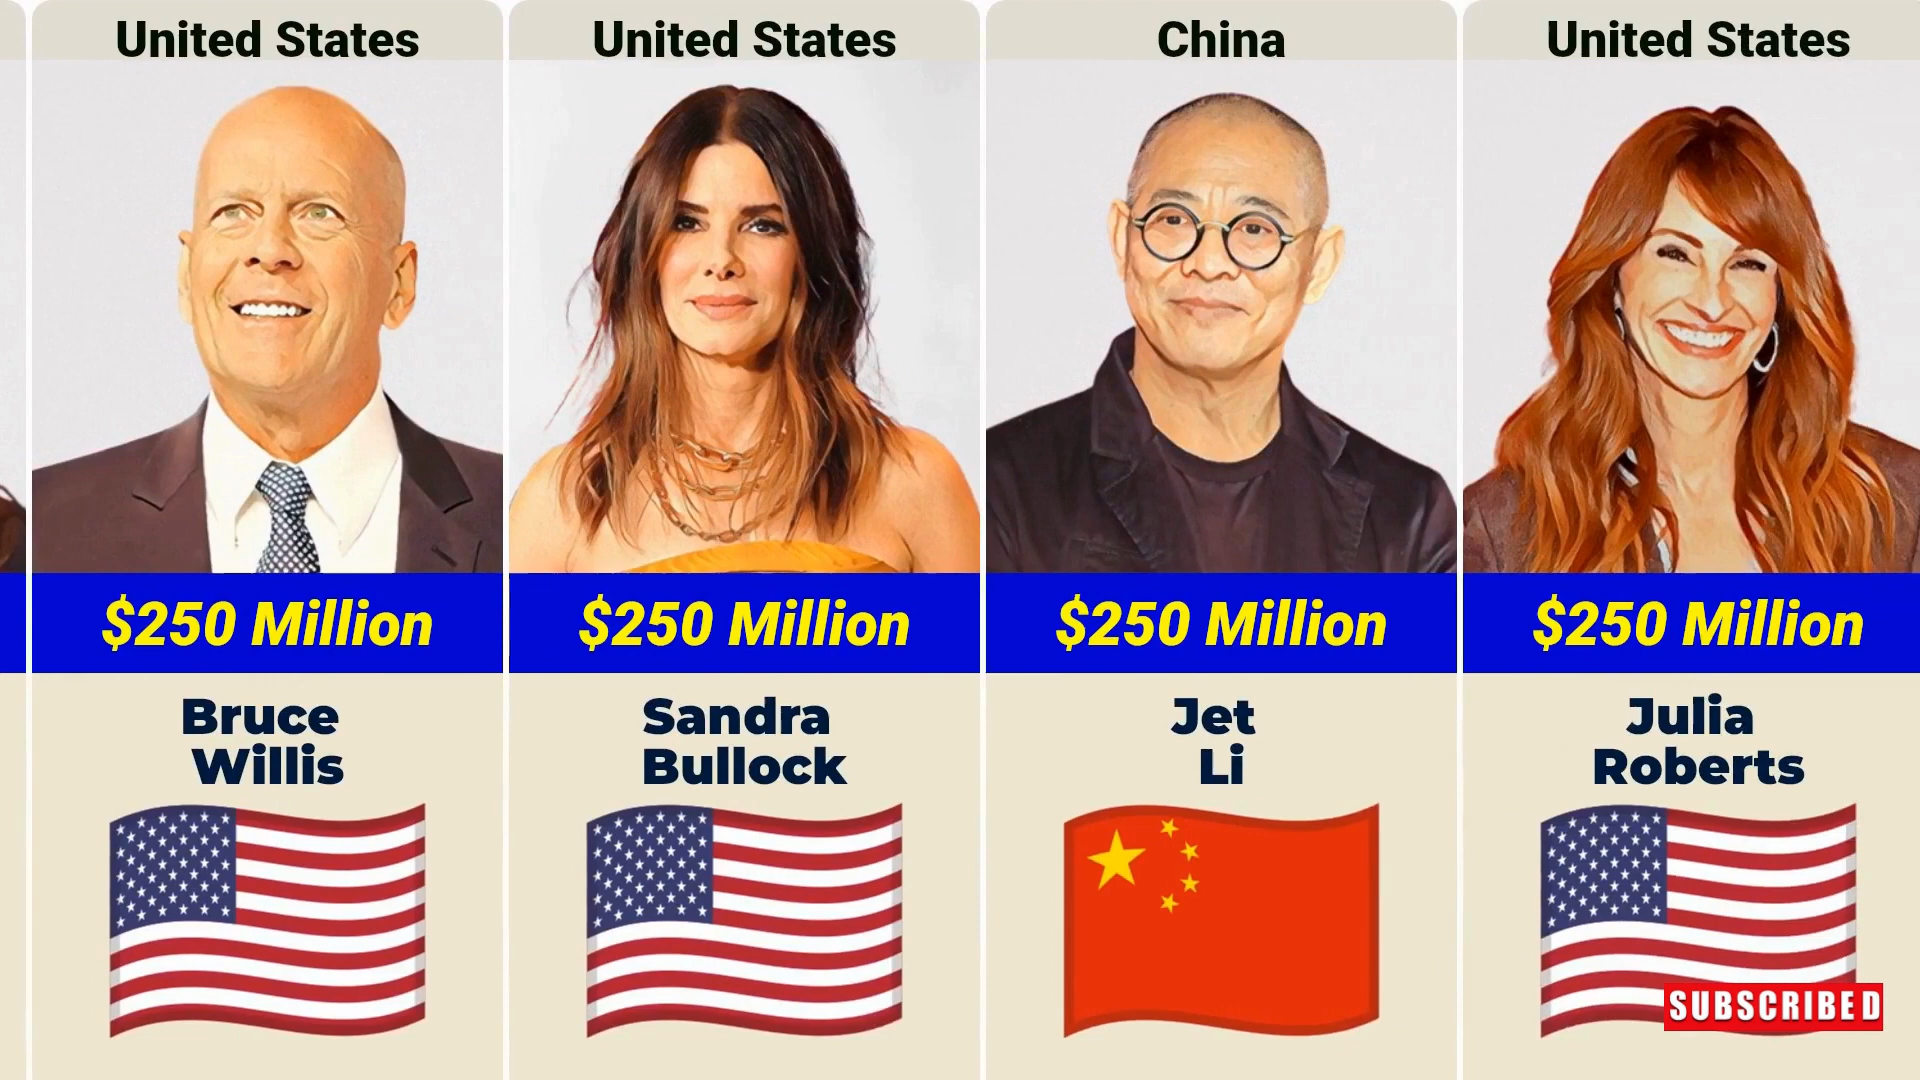 United States
United States
China
United States
$250 Million
$250 Million
$250 Million
$250 Million
Bruce
Willis
Sandra
Bullock
Jet
Li
Julia
Roberts
SUBSCRIBED